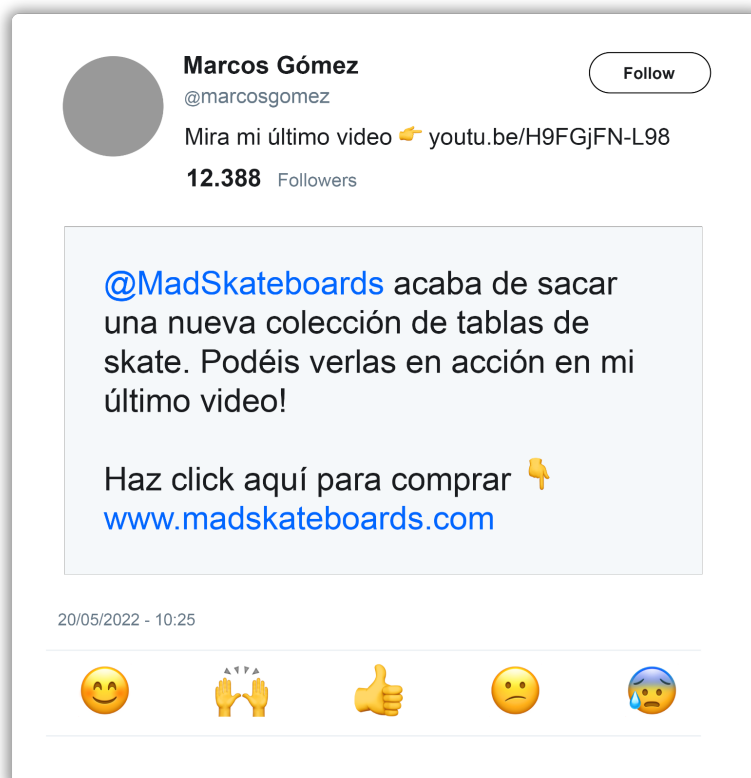 Marcos Gómez
Follow
@marcosgomez
Mira mi último video 👉 youtu.be/H9FGjFN-L98
12.388 Followers
@MadSkateboards acaba de sacar
una nueva colección de tablas de
skate. Podéis verlas en acción en mi
último video!
Haz click aquí para comprar 👇
www.madskateboards.com
20/05/2022 - 10:25